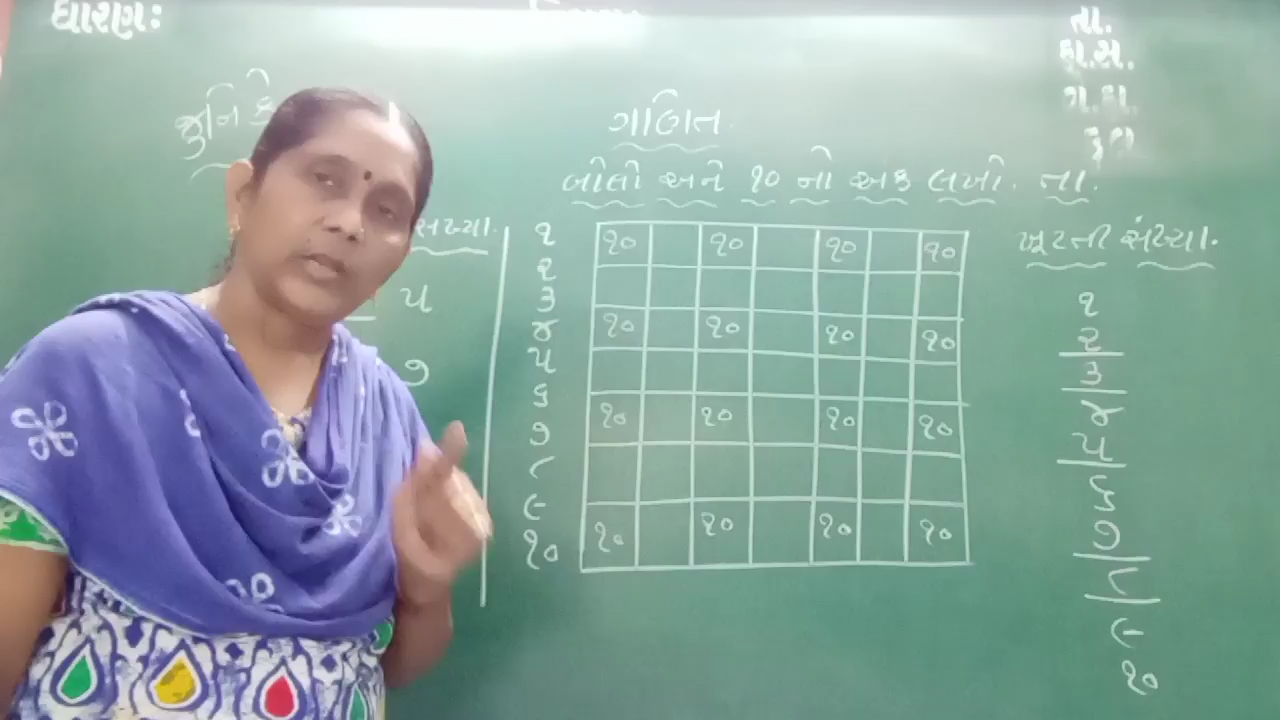 ધોરણ:
તા.
જુનિ કે
ગણિત
બોલો અને ૧૦ નો અંક લખો. તા.
સંખ્યા.
ખૂટતી સંખ્યા.
૫
૭
૧
૨
૩
૪
૫
૬
૭
૮
૯
૧૦
૧૦ ૧૦ ૧૦ ૧૦
૧૦ ૧૦ ૧૦ ૧૦
૧૦ ૧૦ ૧૦ ૧૦
૧૦ ૧૦ ૧૦ ૧૦
૧
૨
૩
૪
૫
૬
૭
૮
૯
૧૦